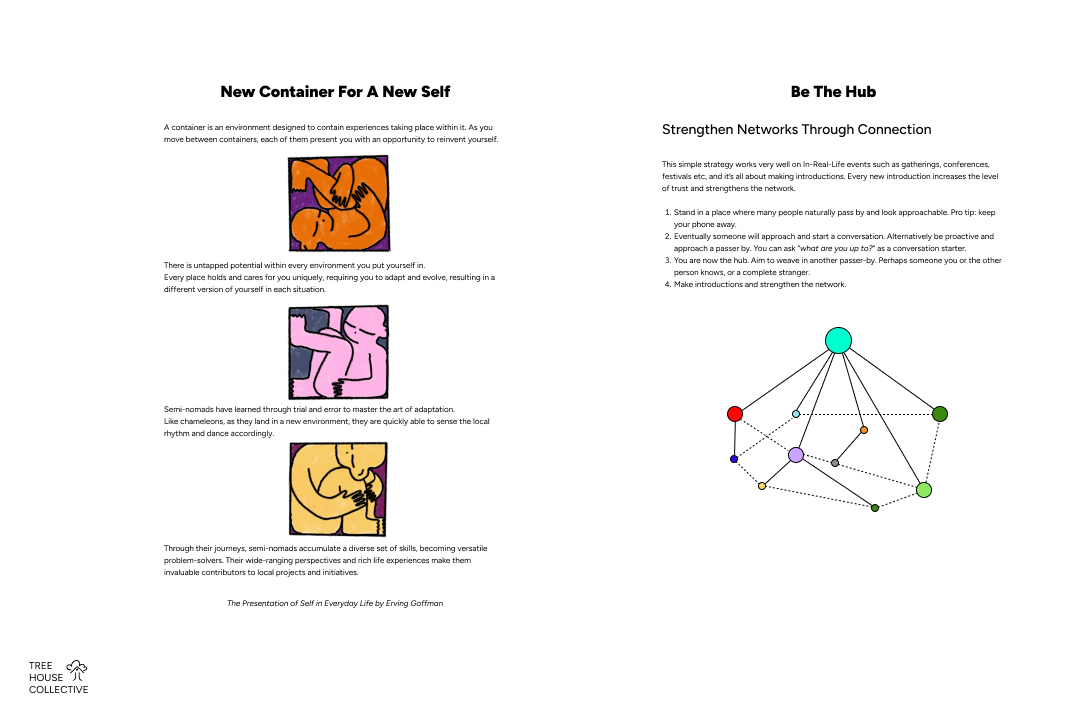 New Container For A New Self
A container is an environment designed to contain experiences taking place within it. As you
move between containers, each of them present you with an opportunity to reinvent yourself.
There is untapped potential within every environment you put yourself in.
Every place holds and cares for you uniquely, requiring you to adapt and evolve, resulting in a
different version of yourself in each situation.
Semi-nomads have learned through trial and error to master the art of adaptation.
Like chameleons, as they land in a new environment, they are quickly able to sense the local
rhythm and dance accordingly.
Through their journeys, semi-nomads accumulate a diverse set of skills, becoming versatile
problem-solvers. Their wide-ranging perspectives and rich life experiences make them
invaluable contributors to local projects and initiatives.
The Presentation of Self in Everyday Life by Erving Goffman
Be The Hub
Strengthen Networks Through Connection
This simple strategy works very well on In-Real-Life events such as gatherings, conferences,
festivals etc, and it's all about making introductions. Every new introduction increases the level
of trust and strengthens the network.
1. Stand in a place where many people naturally pass by and look approachable. Pro tip: keep
your phone away.
2. Eventually someone will approach and start a conversation. Alternatively be proactive and
approach a passer by. You can ask "what are you up to?" as a conversation starter.
3. You are now the hub. Aim to weave in another passer-by. Perhaps someone you or the other
person knows, or a complete stranger.
4. Make introductions and strengthen the network.
TREE
HOUSE
COLLECTIVE